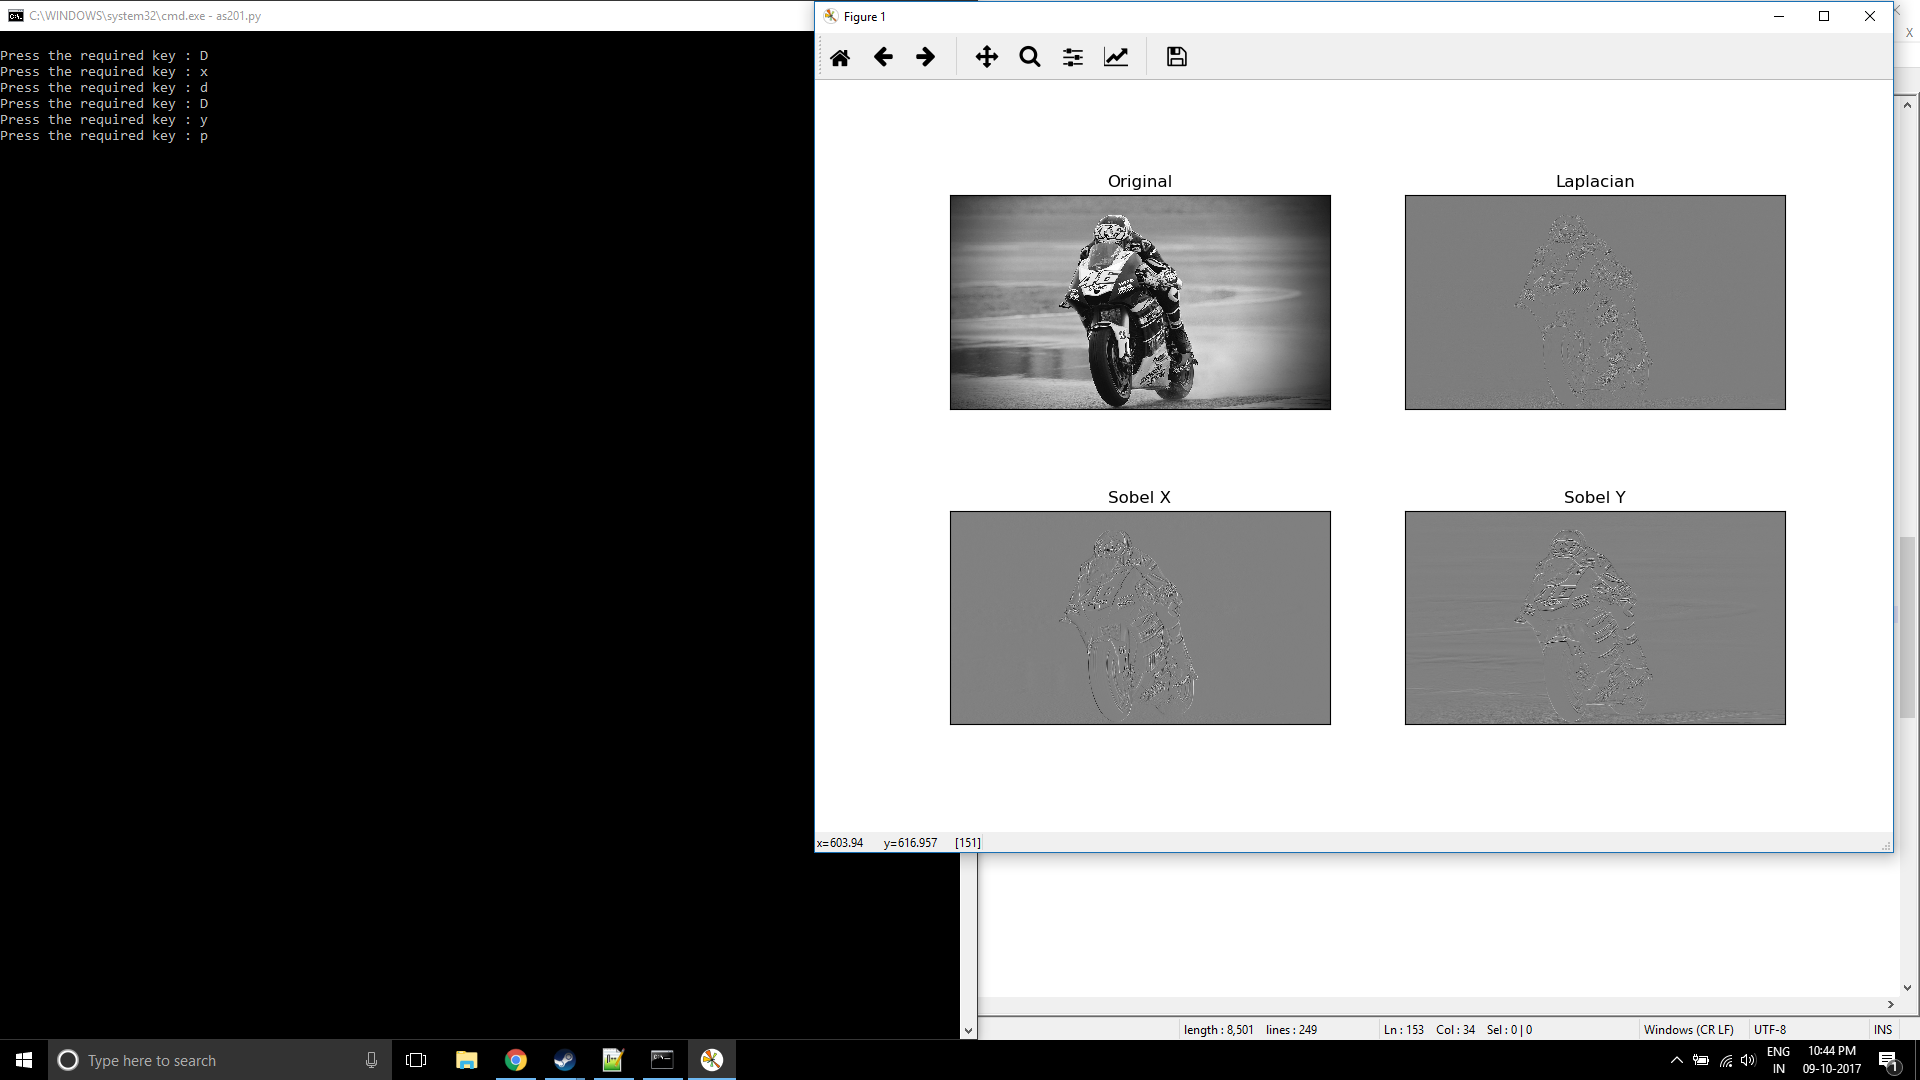 C:\WINDOWS\system32\cmd.exe - as201.py
Press the required key : D
Press the required key : x
Press the required key : d
Press the required key : D
Press the required key : y
Press the required key : p
Figure 1
X
Original
Laplacian
Sobel X
Sobel Y
x=603.94 y=616.957 [151]
length : 8,501 lines : 249 Ln : 153 Col : 34 Sel : 0 | 0 Windows (CR LF) UTF-8 INS
Type here to search
ENG
IN
10:44 PM
09-10-2017
1